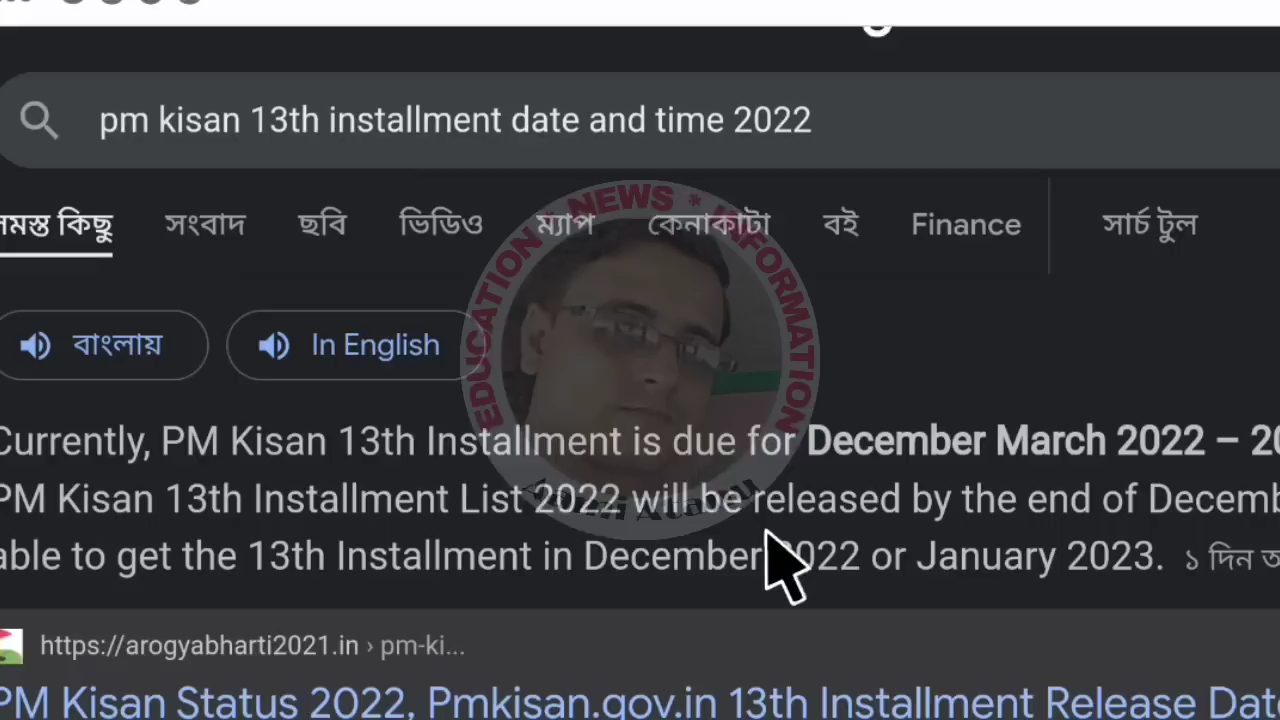 pm kisan 13th installment date and time 2022
সমস্ত কিছু সংবাদ ছবি ভিডিও ম্যাপ কেনাকাটা বই Finance সার্চ টুল
বাংলায় In English
EDUCATION * NEWS * INFORMATION
Currently, PM Kisan 13th Installment is due for December March 2022 – 20
PM Kisan 13th Installment List 2022 will be released by the end of Decemb
able to get the 13th Installment in December 2022 or January 2023. ১ দিন
https://arogyabharti2021.in › pm-ki...
PM Kisan Status 2022, Pmkisan.gov.in 13th Installment Release Dat